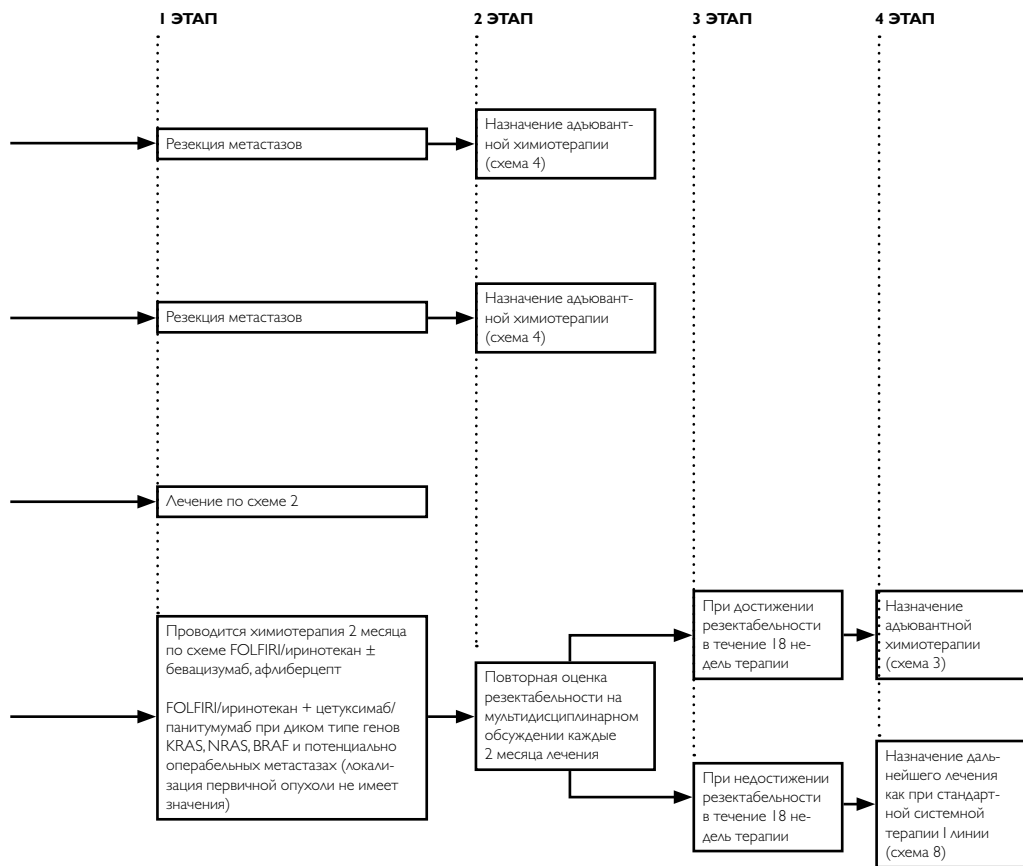 1 ЭТАП
2 ЭТАП
3 ЭТАП
4 ЭТАП
Резекция метастазов
Назначение адъювант-
ной химиотерапии
(схема 4)
Резекция метастазов
Назначение адъювант-
ной химиотерапии
(схема 4)
Лечение по схеме 2
Проводится химиотерапия 2 месяца
по схеме FOLFIRI/иринотекан ±
бевацизумаб, афлиберцепт
FOLFIRI/иринотекан + цетуксимаб/
панитумумаб при диком типе генов
KRAS, NRAS, BRAF и потенциально
операбельных метастазах (локали-
зация первичной опухоли не имеет
значения)
Повторная оценка
резектабельности на
мультидисциплинарном
обсуждении каждые
2 месяца лечения
При достижении
резектабельности
в течение 18 не-
дель терапии
Назначение
адъювантной
химиотерапии
(схема 3)
При недостижении
резектабельности
в течение 18 не-
дель терапии
Назначение даль-
нейшего лечения
как при стандарт-
ной системной
терапии I линии
(схема 8)